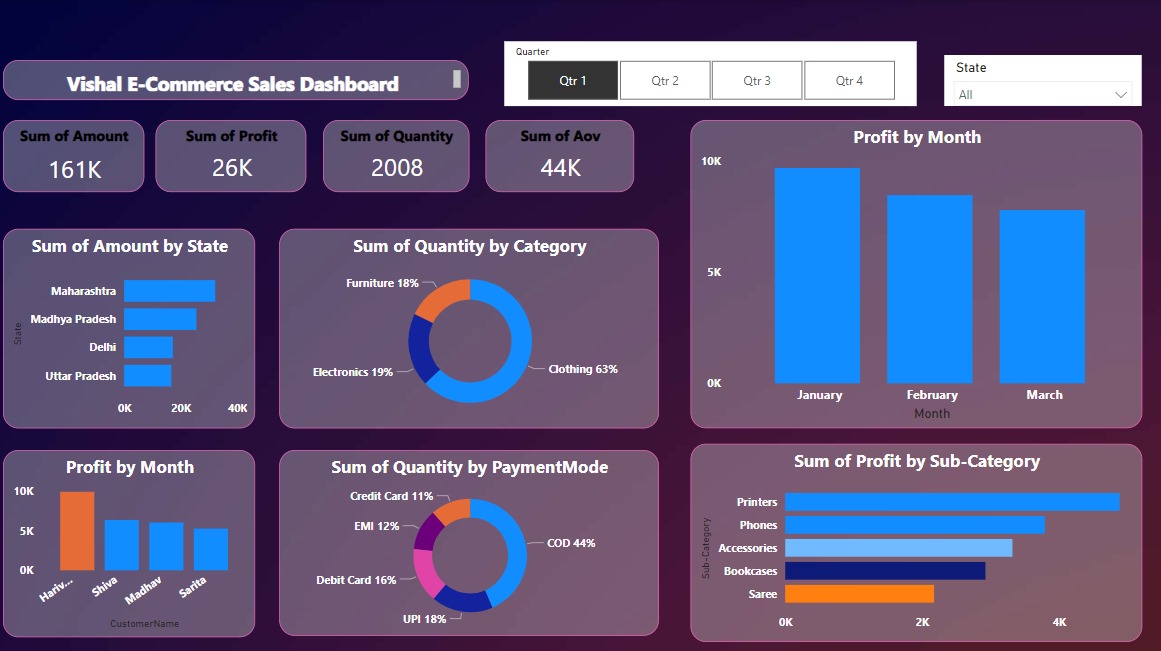 Quarter
Qtr 1
Qtr 2
Qtr 3
Qtr 4
State
All
Vishal E-Commerce Sales Dashboard
Sum of Amount
161K
Sum of Profit
26K
Sum of Quantity
2008
Sum of Aov
44K
Profit by Month
10K
5K
0K
January
February
March
Month
Sum of Amount by State
State
Maharashtra
Madhya Pradesh
Delhi
Uttar Pradesh
0K
20K
40K
Sum of Quantity by Category
Furniture 18%
Electronics 19%
Clothing 63%
Profit by Month
10K
5K
0K
Hariv...
Shiva
Madhav
Sarita
CustomerName
Sum of Quantity by PaymentMode
Credit Card 11%
EMI 12%
COD 44%
Debit Card 16%
UPI 18%
Sum of Profit by Sub-Category
Sub-Category
Printers
Phones
Accessories
Bookcases
Saree
0K
2K
4K